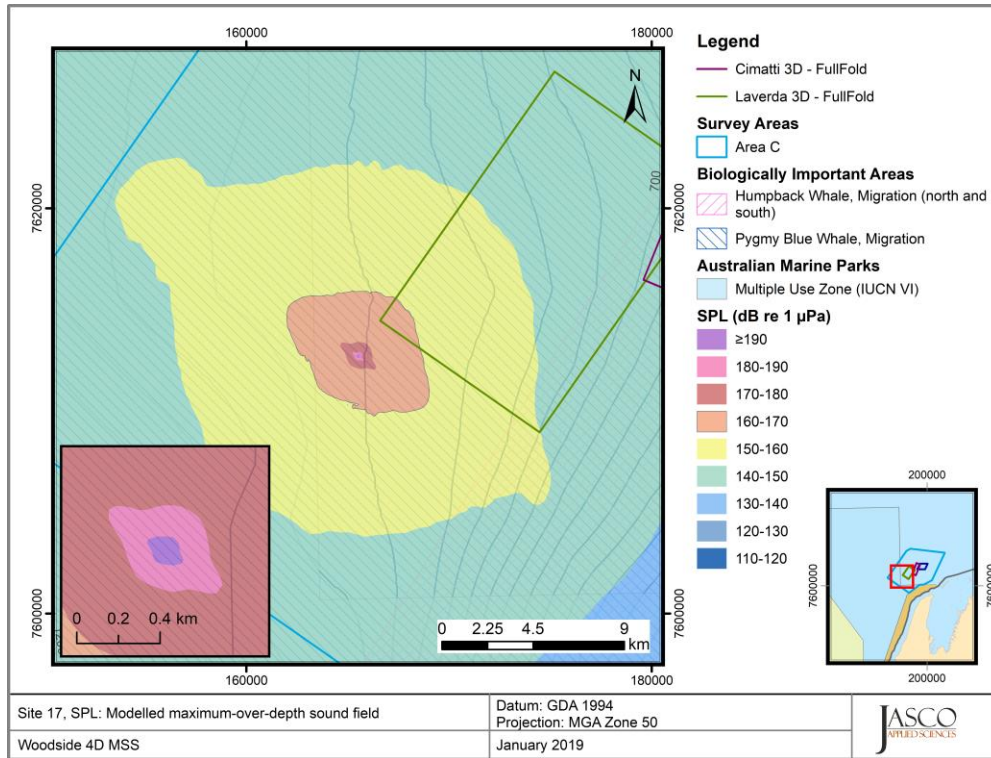 160000
180000
7620000
7600000
7620000
7600000
160000
180000
N
700
0 0.2 0.4 km
0 2.25 4.5 9
km
Legend
Cimatti 3D - FullFold
Laverda 3D - FullFold
Survey Areas
Area C
Biologically Important Areas
Humpback Whale, Migration (north and
south)
Pygmy Blue Whale, Migration
Australian Marine Parks
Multiple Use Zone (IUCN VI)
SPL (dB re 1 µPa)
≥190
180-190
170-180
160-170
150-160
140-150
130-140
120-130
110-120
200000
7600000
7600000
200000
Site 17, SPL: Modelled maximum-over-depth sound field
Woodside 4D MSS
Datum: GDA 1994
Projection: MGA Zone 50
January 2019
JASCO
APPLIED SCIENCES